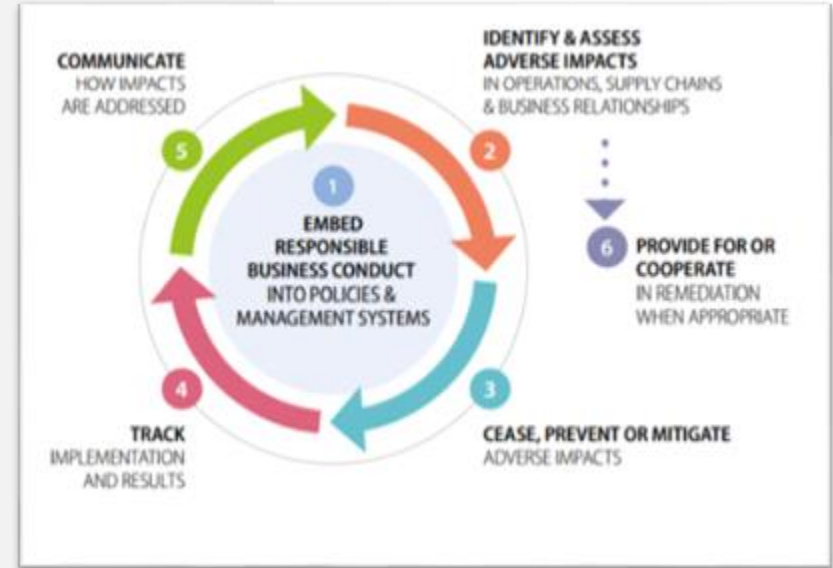 1
EMBED
RESPONSIBLE
BUSINESS CONDUCT
INTO POLICIES &
MANAGEMENT SYSTEMS
2
IDENTIFY & ASSESS
ADVERSE IMPACTS
IN OPERATIONS, SUPPLY CHAINS
& BUSINESS RELATIONSHIPS
3
CEASE, PREVENT OR MITIGATE
ADVERSE IMPACTS
4
TRACK
IMPLEMENTATION
AND RESULTS
5
COMMUNICATE
HOW IMPACTS
ARE ADDRESSED
6
PROVIDE FOR OR
COOPERATE
IN REMEDIATION
WHEN APPROPRIATE